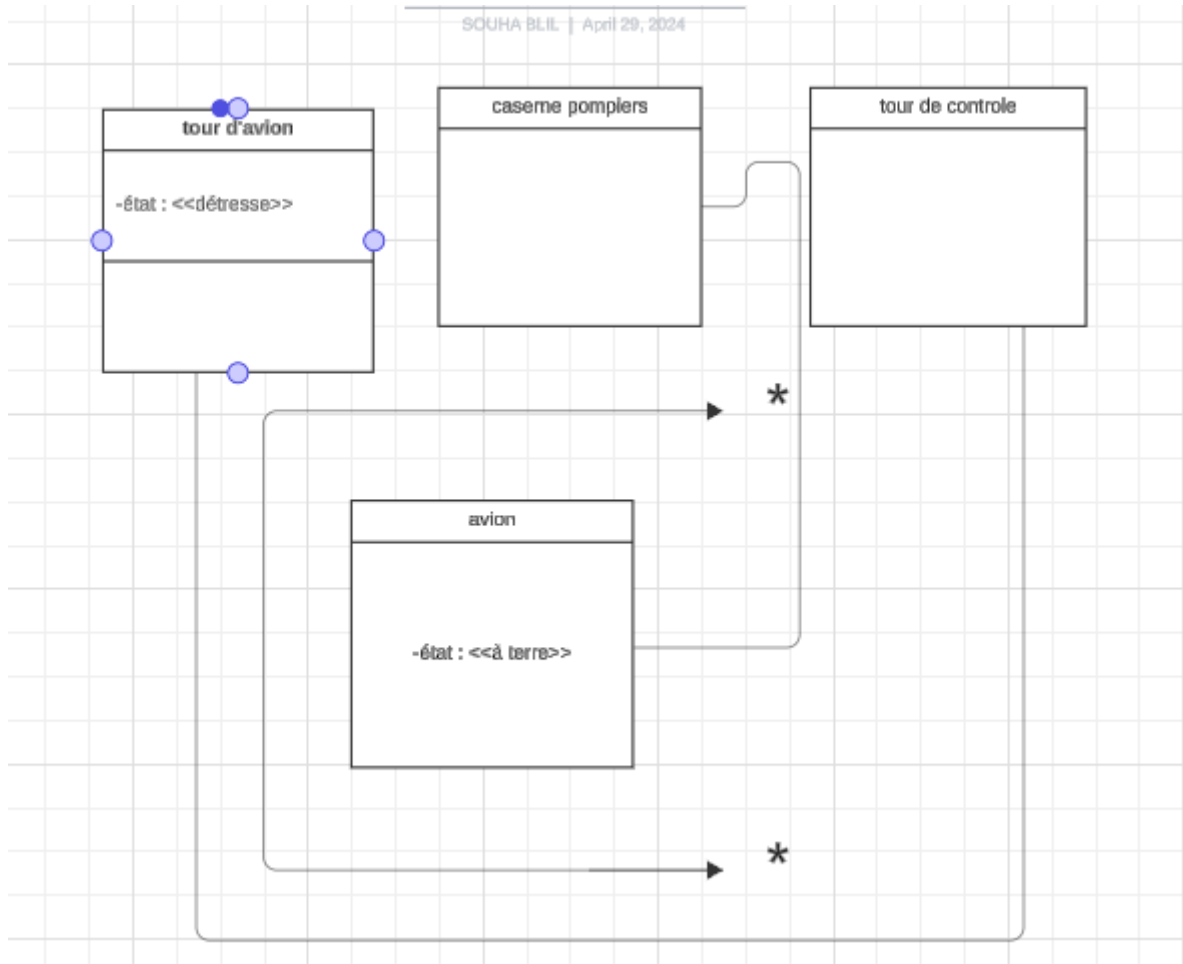 SOUHA BLIL | April 29, 2024
tour d'avion
caserne pompiers
tour de controle
-état : <<détresse>>
*
avion
-état : <<à terre>>
*